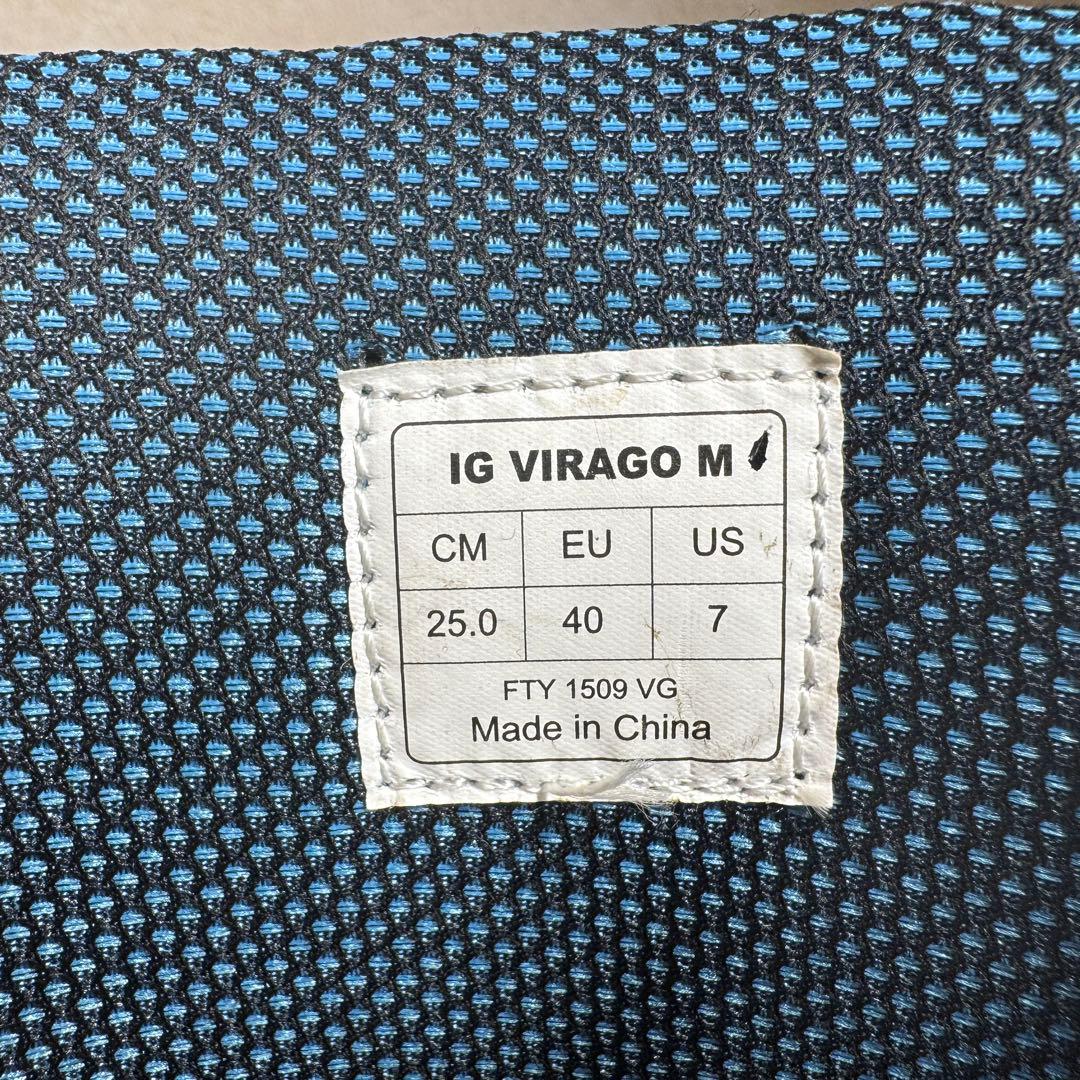 IG VIRAGO M
CM EU US
25.0 40 7
FTY 1509 VG
Made in China